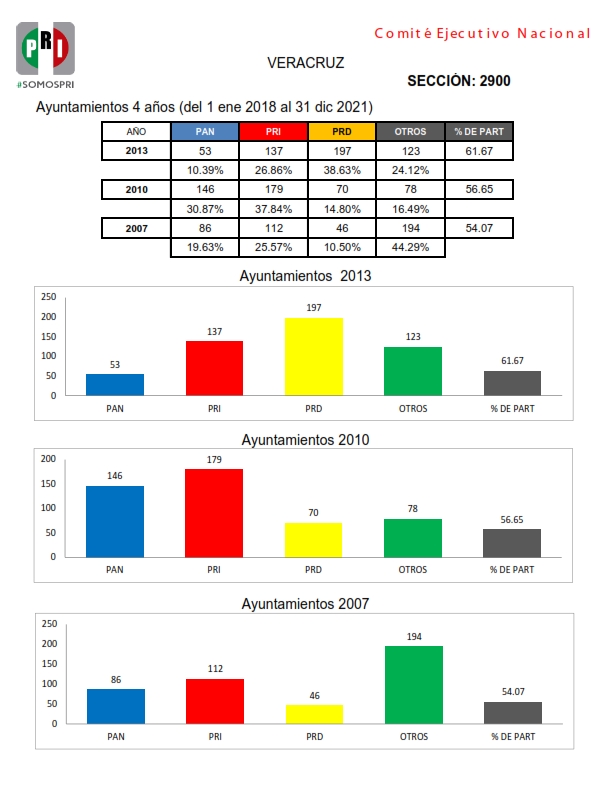 Comité Ejecutivo Nacional
PRI
#SOMOSPRI
VERACRUZ
SECCIÓN: 2900
Ayuntamientos 4 años (del 1 ene 2018 al 31 dic 2021)
AÑO PAN PRI PRD OTROS % DE PART
2013 53 137 197 123 61.67
10.39% 26.86% 38.63% 24.12%
2010 146 179 70 78 56.65
30.87% 37.84% 14.80% 16.49%
2007 86 112 46 194 54.07
19.63% 25.57% 10.50% 44.29%
Ayuntamientos 2013
250
200
150
100
50
0
53 137 197 123 61.67
PAN PRI PRD OTROS % DE PART
Ayuntamientos 2010
200
150
100
50
0
146 179 70 78 56.65
PAN PRI PRD OTROS % DE PART
Ayuntamientos 2007
250
200
150
100
50
0
86 112 46 194 54.07
PAN PRI PRD OTROS % DE PART